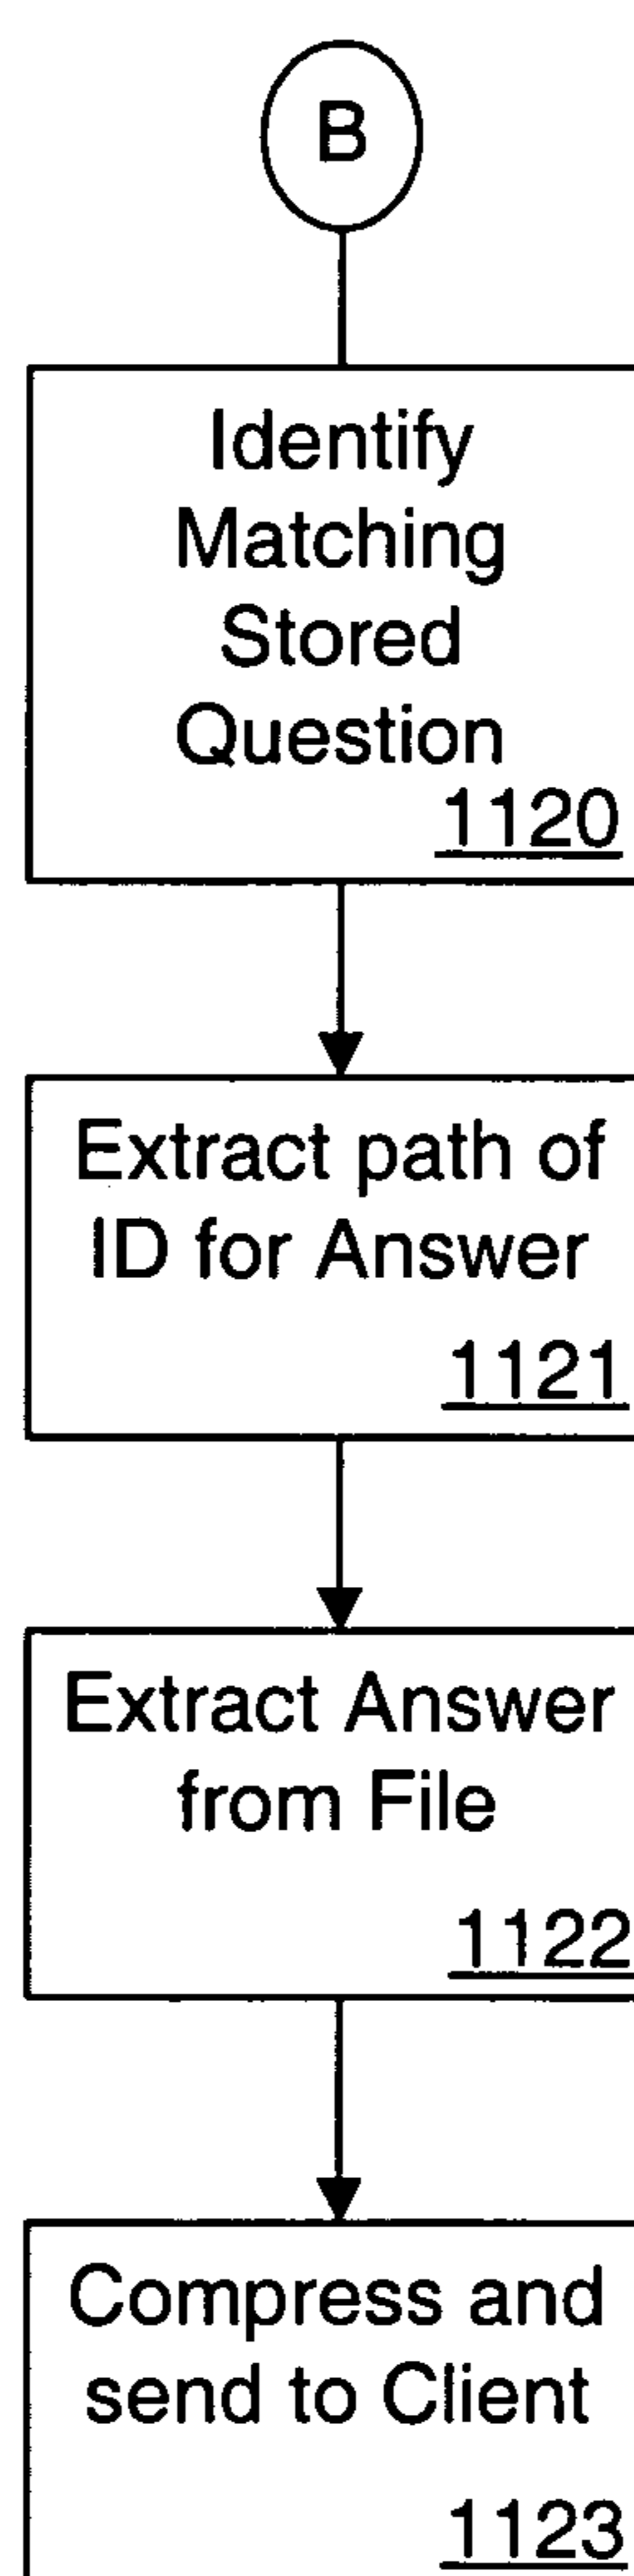 B
Identify
Matching
Stored
Question
1120
Extract path of
ID for Answer
1121
Extract Answer
from File
1122
Compress and
send to Client
1123